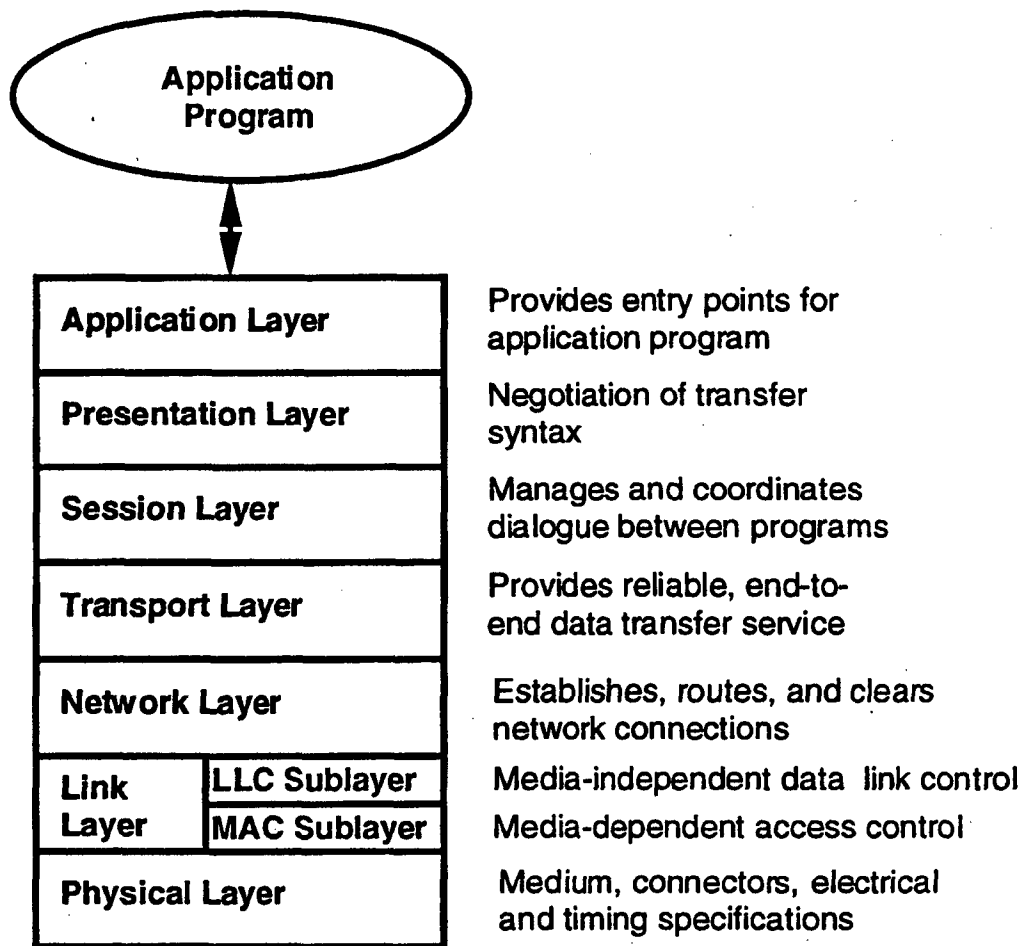 Application
Program
Application Layer
Provides entry points for
application program
Presentation Layer
Negotiation of transfer
syntax
Session Layer
Manages and coordinates
dialogue between programs
Transport Layer
Provides reliable, end-to-
end data transfer service
Network Layer
Establishes, routes, and clears
network connections
Link
Layer
LLC Sublayer
Media-independent data link control
MAC Sublayer
Media-dependent access control
Physical Layer
Medium, connectors, electrical
and timing specifications